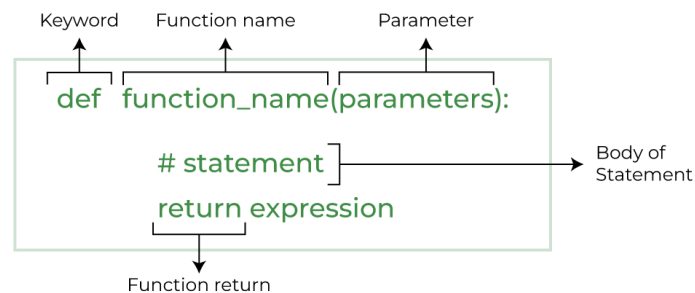 Keyword Function name Parameter
def function_name(parameters):
# statement
Body of
Statement
return expression
Function return